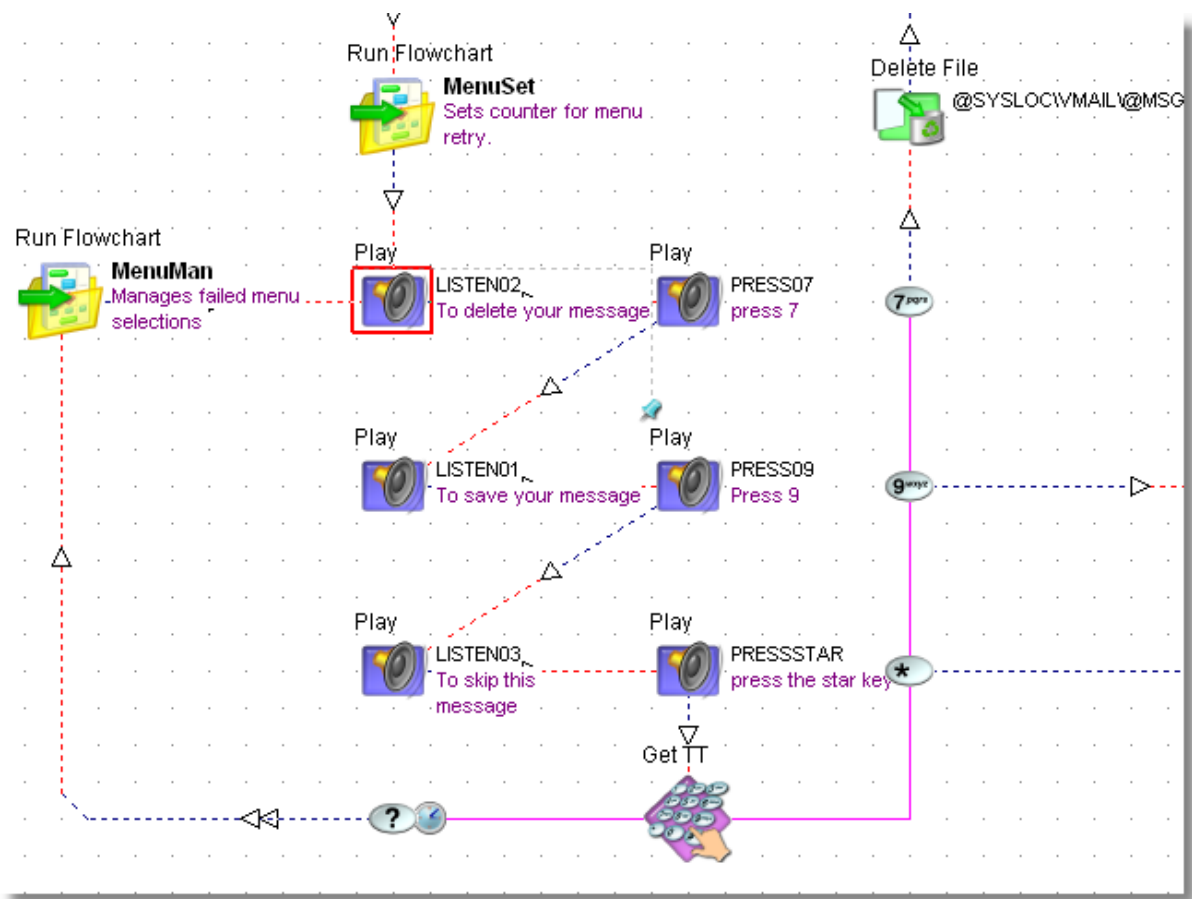 Run Flowchart
MenuSet
Sets counter for menu
retry.
Delete File
@SYSLOC\VMAIL\@MSG
Run Flowchart
MenuMan
Manages failed menu
selections
Play
LISTEN02
To delete your message
Play
PRESS07
press 7
7 pqrs
Play
LISTEN01
To save your message
Play
PRESS09
Press 9
9 wxyz
Play
LISTEN03
To skip this
message
Play
PRESSSTAR
press the star key
*
Get TT
?